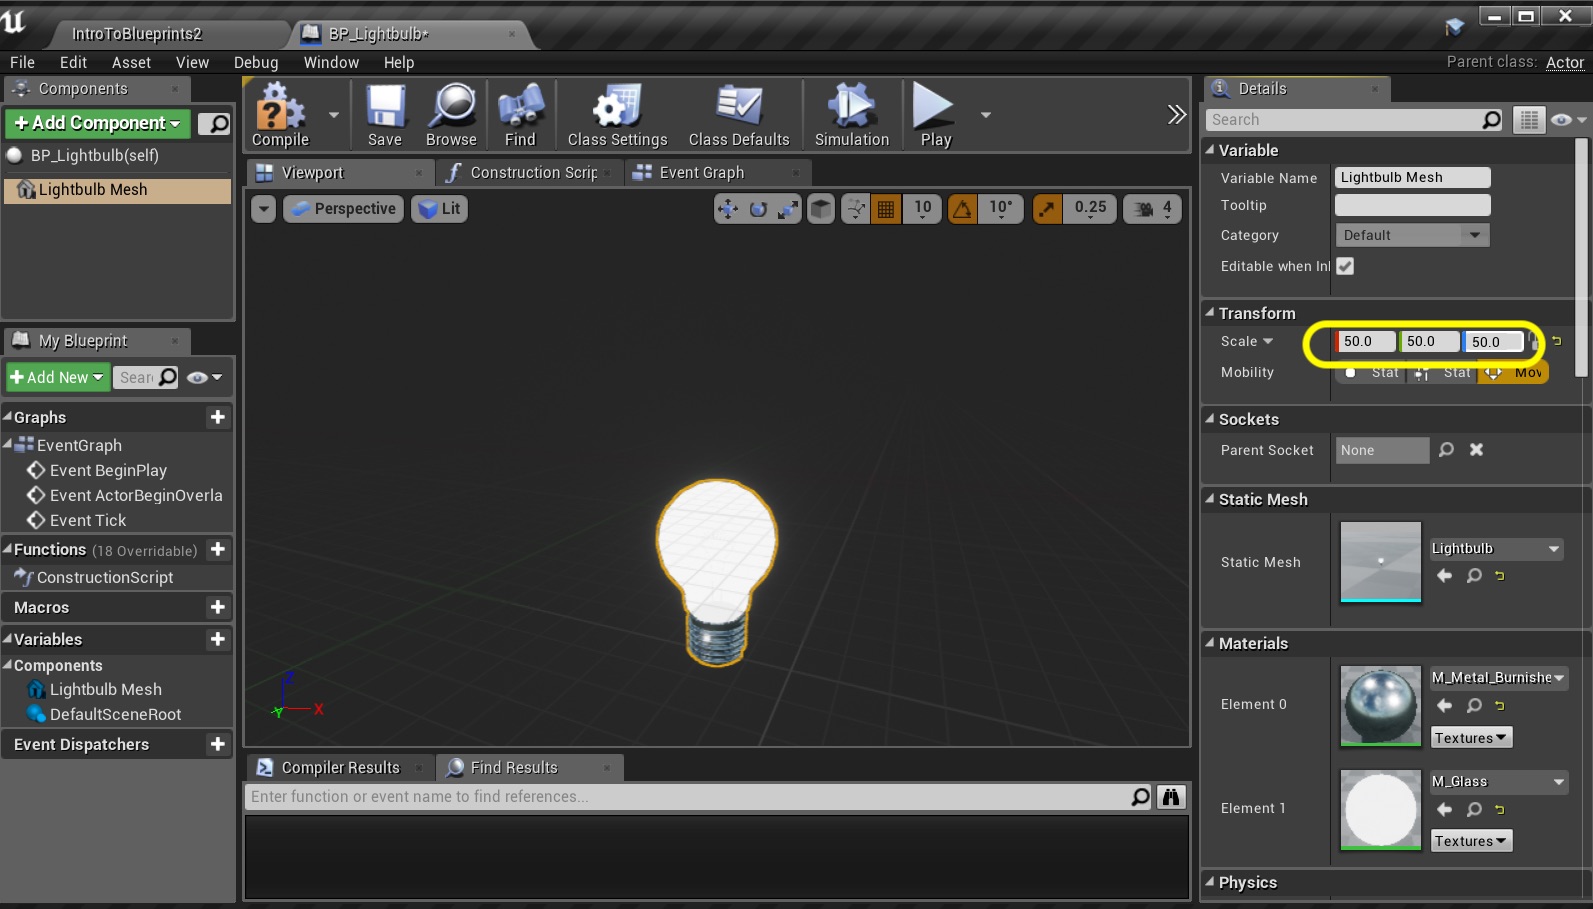 IntroToBlueprints2
BP_Lightbulb*
File Edit Asset View Debug Window Help
Parent class: Actor
Components
+ Add Component
BP_Lightbulb(self)
Lightbulb Mesh
My Blueprint
+ Add New
Sear
Graphs
EventGraph
Event BeginPlay
Event ActorBeginOverla
Event Tick
Functions (18 Overridable)
ConstructionScript
Macros
Variables
Components
Lightbulb Mesh
DefaultSceneRoot
Event Dispatchers
Compile Save Browse Find Class Settings Class Defaults Simulation Play
Viewport Construction Scrip Event Graph
Perspective Lit 10 10° 0.25 4
Z
Y X
Compiler Results Find Results
Enter function or event name to find references...
Details
Search
Variable
Variable Name Lightbulb Mesh
Tooltip
Category Default
Editable when Inl
Transform
Scale 50.0 50.0 50.0
Mobility Stat Stat Mov
Sockets
Parent Socket None
Static Mesh
Static Mesh Lightbulb
Materials
Element 0 M_Metal_Burnishe
Textures
Element 1 M_Glass
Textures
Physics